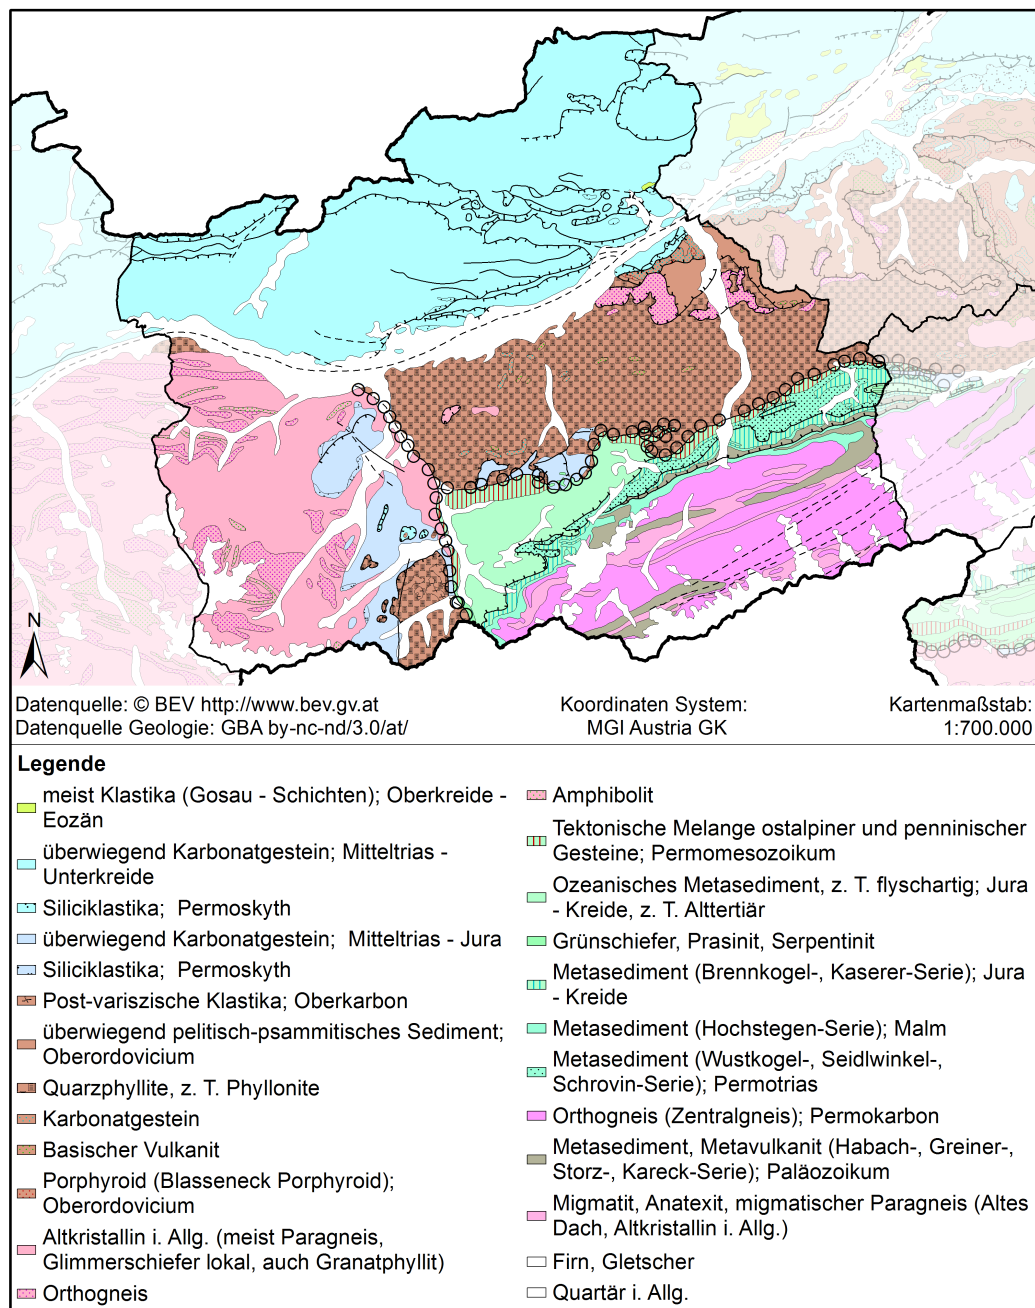 N
Datenquelle: © BEV http://www.bev.gv.at
Datenquelle Geologie: GBA by-nc-nd/3.0/at/
Koordinaten System:
MGI Austria GK
Kartenmaßstab:
1:700.000
Legende
meist Klastika (Gosau - Schichten); Oberkreide -
Eozän
überwiegend Karbonatgestein; Mitteltrias -
Unterkreide
Siliciklastika; Permoskyth
überwiegend Karbonatgestein; Mitteltrias - Jura
Siliciklastika; Permoskyth
Post-variszische Klastika; Oberkarbon
überwiegend pelitisch-psammitisches Sediment;
Oberordovicium
Quarzphyllite, z. T. Phyllonite
Karbonatgestein
Basischer Vulkanit
Porphyroid (Blasseneck Porphyroid);
Oberordovicium
Altkristallin i. Allg. (meist Paragneis,
Glimmerschiefer lokal, auch Granatphyllit)
Orthogneis
Amphibolit
Tektonische Melange ostalpiner und penninischer
Gesteine; Permomesozoikum
Ozeanisches Metasediment, z. T. flyschartig; Jura
- Kreide, z. T. Alttertiär
Grünschiefer, Prasinit, Serpentinit
Metasediment (Brennkogel-, Kaserer-Serie); Jura
- Kreide
Metasediment (Hochstegen-Serie); Malm
Metasediment (Wustkogel-, Seidlwinkel-,
Schrovin-Serie); Permotrias
Orthogneis (Zentralgneis); Permokarbon
Metasediment, Metavulkanit (Habach-, Greiner-,
Storz-, Kareck-Serie); Paläozoikum
Migmatit, Anatexit, migmatischer Paragneis (Altes
Dach, Altkristallin i. Allg.)
Firn, Gletscher
Quartär i. Allg.